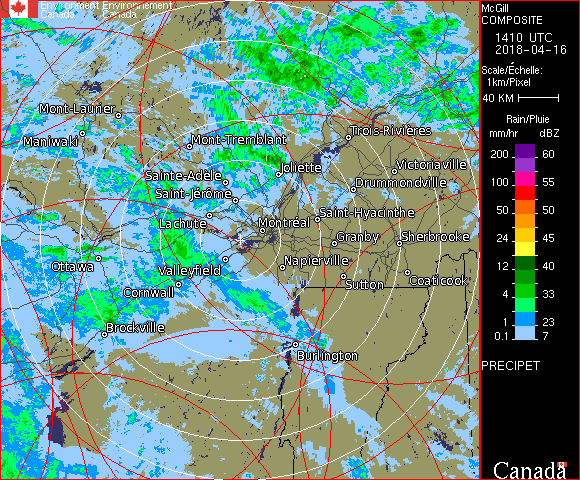 Environment Environnement
Canada Canada
McGill
COMPOSITE
1410 UTC
2018-04-16
Scale/Échelle:
1km/Pixel
40 KM
Rain/Pluie
mm/hr dBZ
200 60
100 55
50 50
24 45
12 40
4 33
1 23
0.1 7
PRECIPET
Canada
Mont-Laurier
Maniwaki
Mont-Tremblant
Trois-Rivières
Sainte-Adèle
Joliette
Victoriaville
Saint-Jérôme
Drummondville
Lachute
Montréal
Saint-Hyacinthe
Granby
Sherbrooke
Ottawa
Valleyfield
Napierville
Cornwall
Sutton
Coaticook
Brockville
Burlington